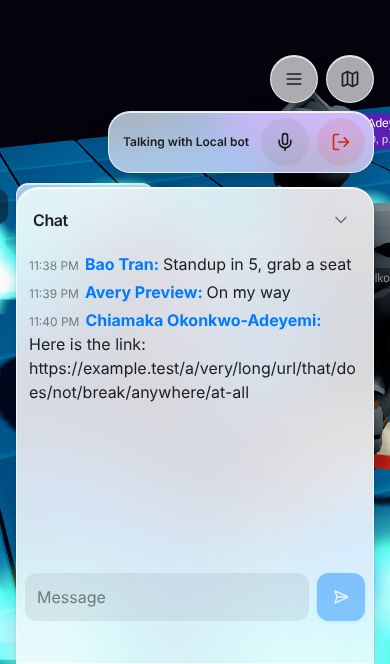 Talking with Local bot
Chat
11:38 PM Bao Tran: Standup in 5, grab a seat
11:39 PM Avery Preview: On my way
11:40 PM Chiamaka Okonkwo-Adeyemi:
Here is the link:
https://example.test/a/very/long/url/that/do
es/not/break/anywhere/at-all
Message